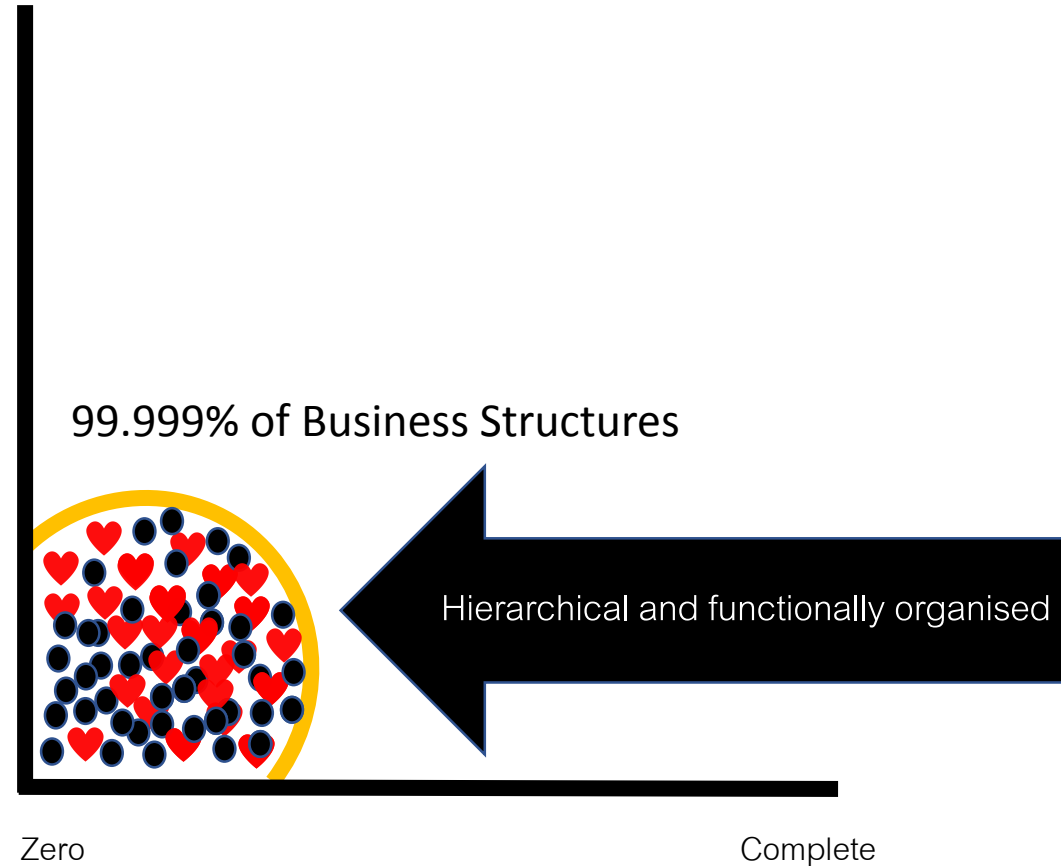 99.999% of Business Structures
Hierarchical and functionally organised
Zero
Complete